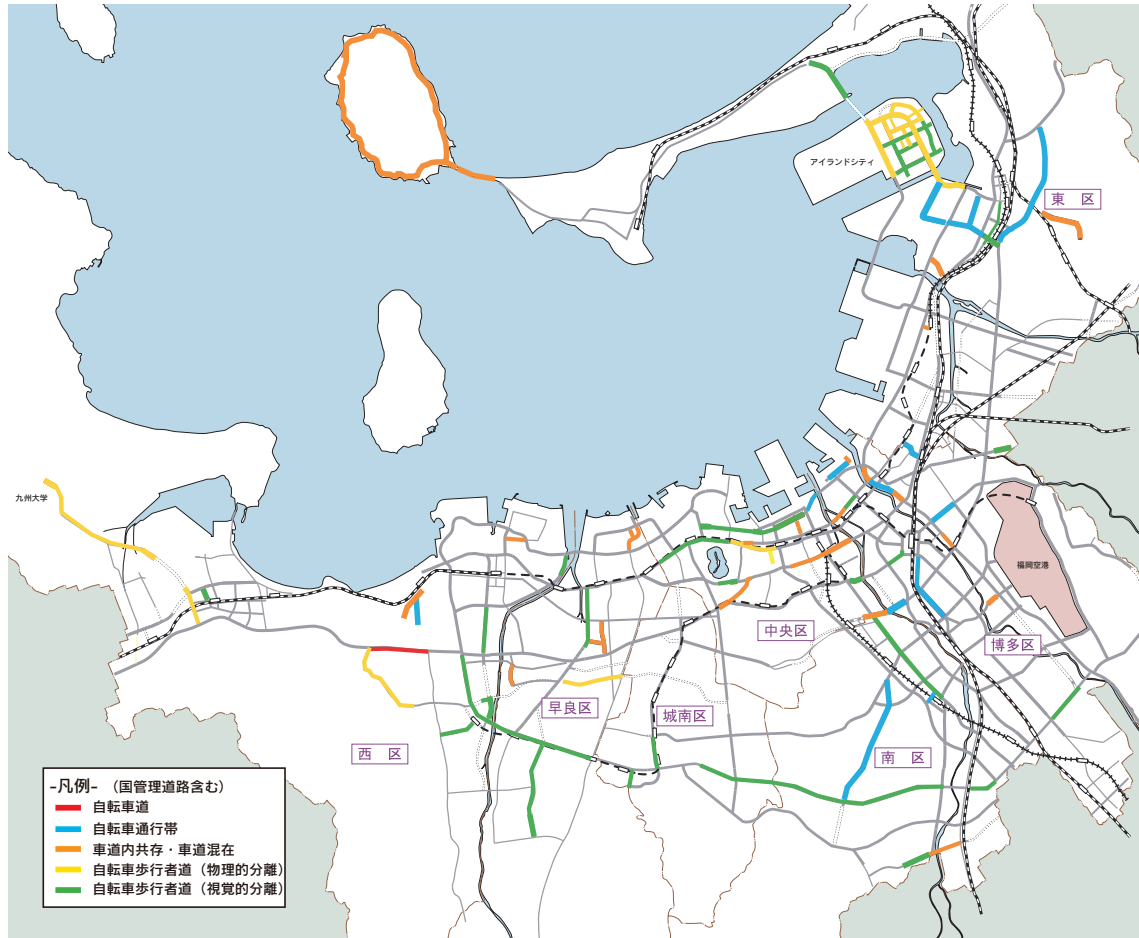 アイランドシティ
東 区
九州大学
福岡空港
中央区
博多区
早良区
城南区
西 区
南 区
-凡例- (国管理道路含む)
自転車道
自転車通行帯
車道内共存・車道混在
自転車歩行者道(物理的分離)
自転車歩行者道(視覚的分離)